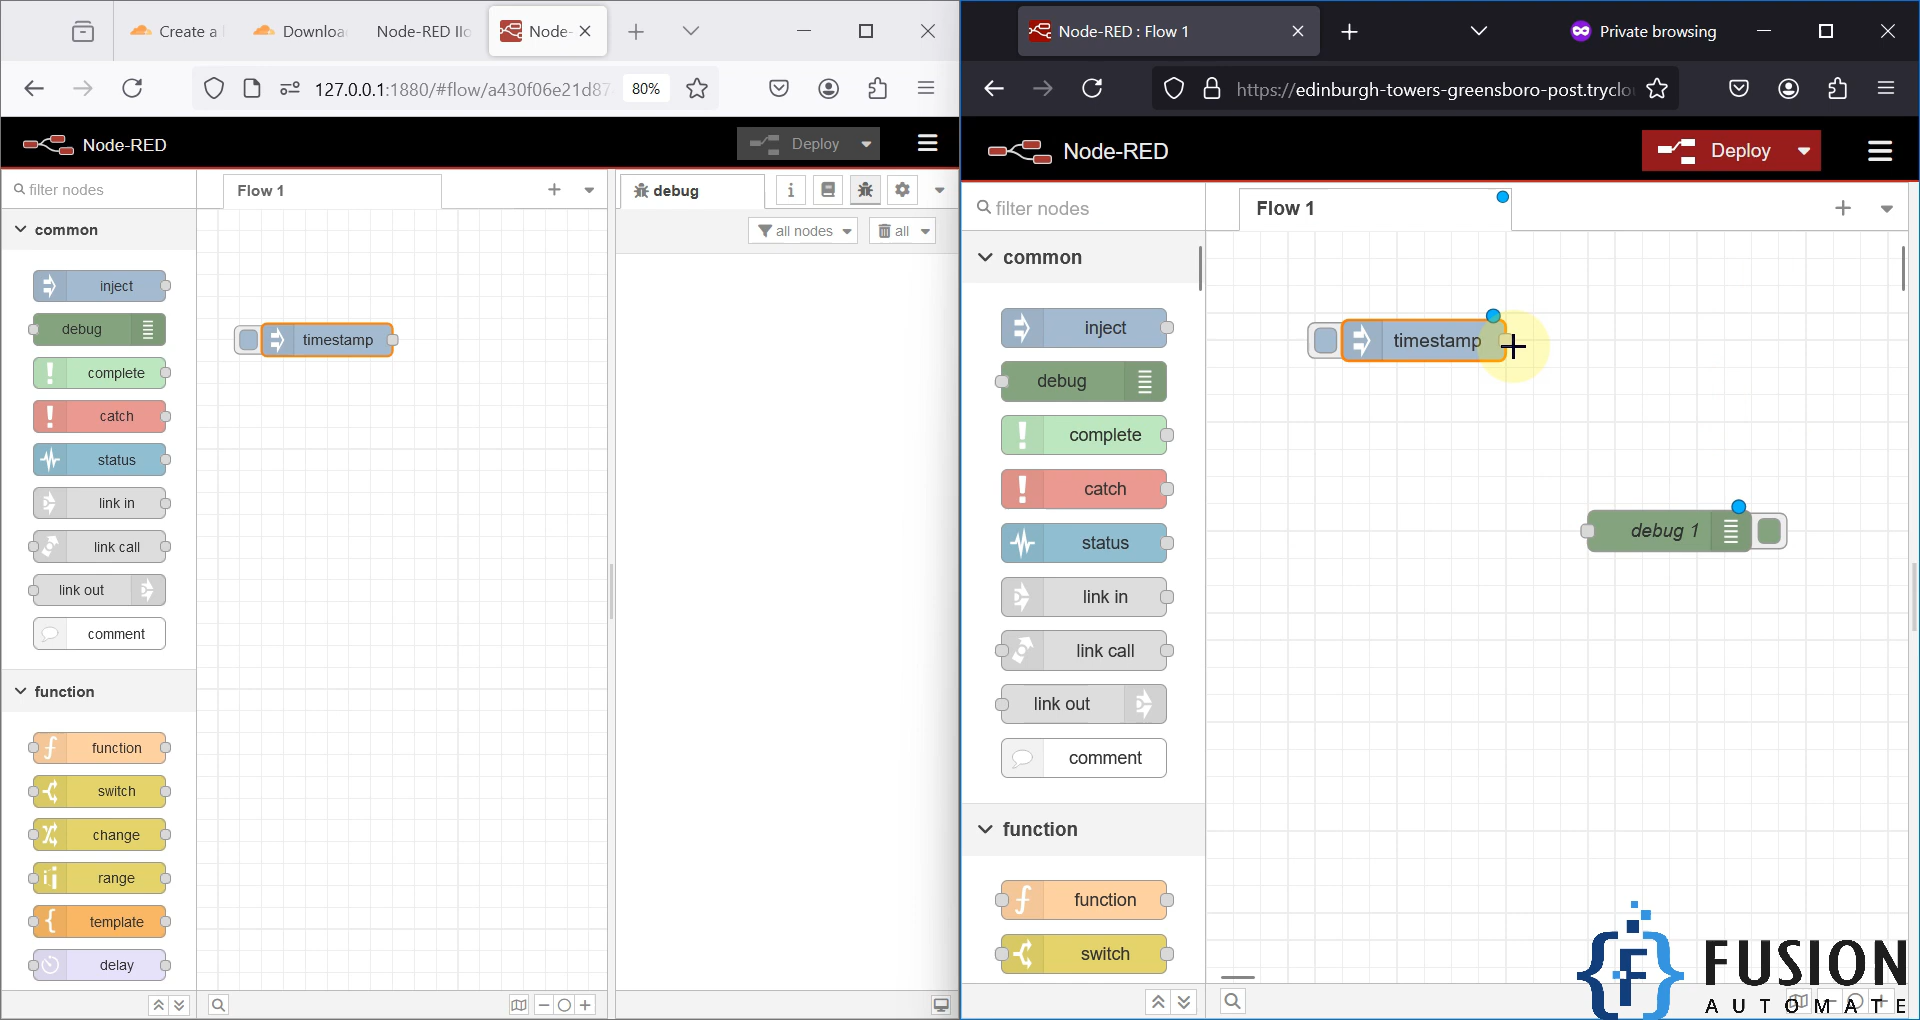 Create a
Downloa
Node-RED Ilo
Node-
127.0.0.1:1880/#flow/a430f06e21d87
80%
Node-RED
Deploy
filter nodes
Flow 1
debug
all nodes
all
common
inject
debug
complete
catch
status
link in
link call
link out
comment
function
function
switch
change
range
template
delay
timestamp
Node-RED : Flow 1
Private browsing
https://edinburgh-towers-greensboro-post.tryclo
Node-RED
Deploy
filter nodes
Flow 1
common
inject
debug
complete
catch
status
link in
link call
link out
comment
function
function
switch
timestamp
debug 1
FUSION
AUTOMATE